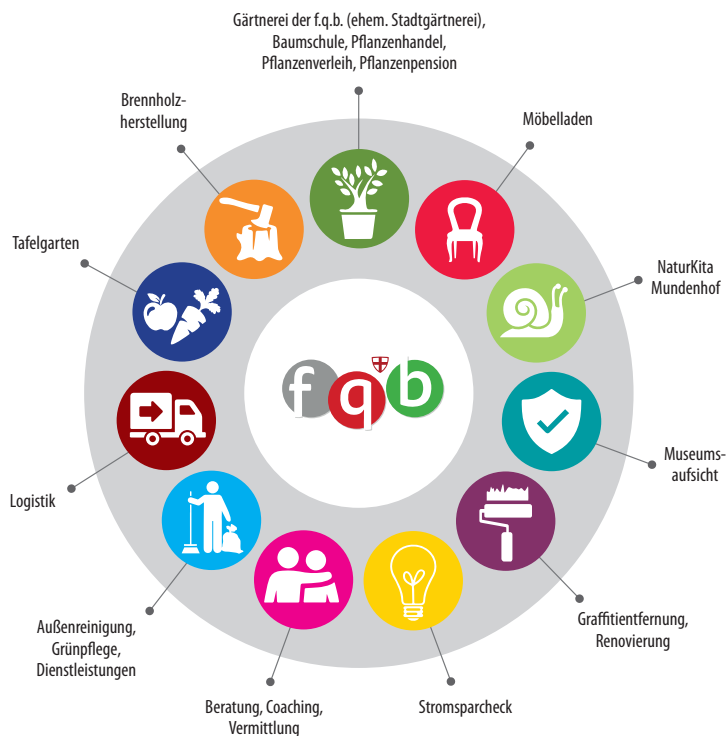 Gärtnerei der f.q.b. (ehem. Stadtgärtnerei),
Baumschule, Pflanzenhandel,
Pflanzenverleih, Pflanzenpension
Brennholz-
herstellung
Möbelladen
Tafelgarten
NaturKita
Mundenhof
fqb
Museums-
aufsicht
Logistik
Graffitientfernung,
Renovierung
Außenreinigung,
Grünpflege,
Dienstleistungen
Beratung, Coaching,
Vermittlung
Stromsparcheck